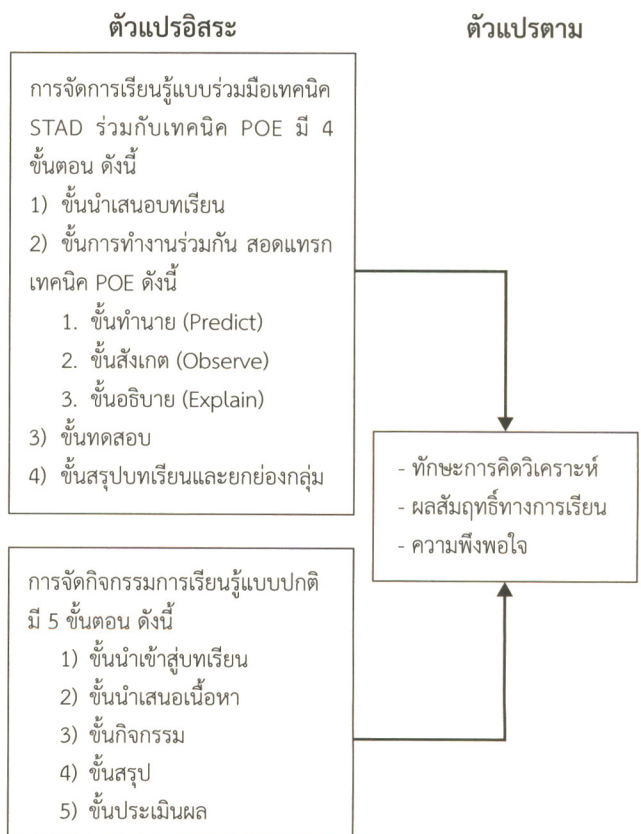 ตัวแปรอิสระ
ตัวแปรตาม
การจัดการเรียนรู้แบบร่วมมือเทคนิค
STAD ร่วมกับเทคนิค POE มี 4
ขั้นตอน ดังนี้
1) ขั้นนำเสนอบทเรียน
2) ขั้นการทำงานร่วมกัน สอดแทรก
เทคนิค POE ดังนี้
1. ขั้นทำนาย (Predict)
2. ขั้นสังเกต (Observe)
3. ขั้นอธิบาย (Explain)
3) ขั้นทดสอบ
4) ขั้นสรุปบทเรียนและยกย่องกลุ่ม
- ทักษะการคิดวิเคราะห์
- ผลสัมฤทธิ์ทางการเรียน
- ความพึงพอใจ
การจัดกิจกรรมการเรียนรู้แบบปกติ
มี 5 ขั้นตอน ดังนี้
1) ขั้นนำเข้าสู่บทเรียน
2) ขั้นนำเสนอเนื้อหา
3) ขั้นกิจกรรม
4) ขั้นสรุป
5) ขั้นประเมินผล